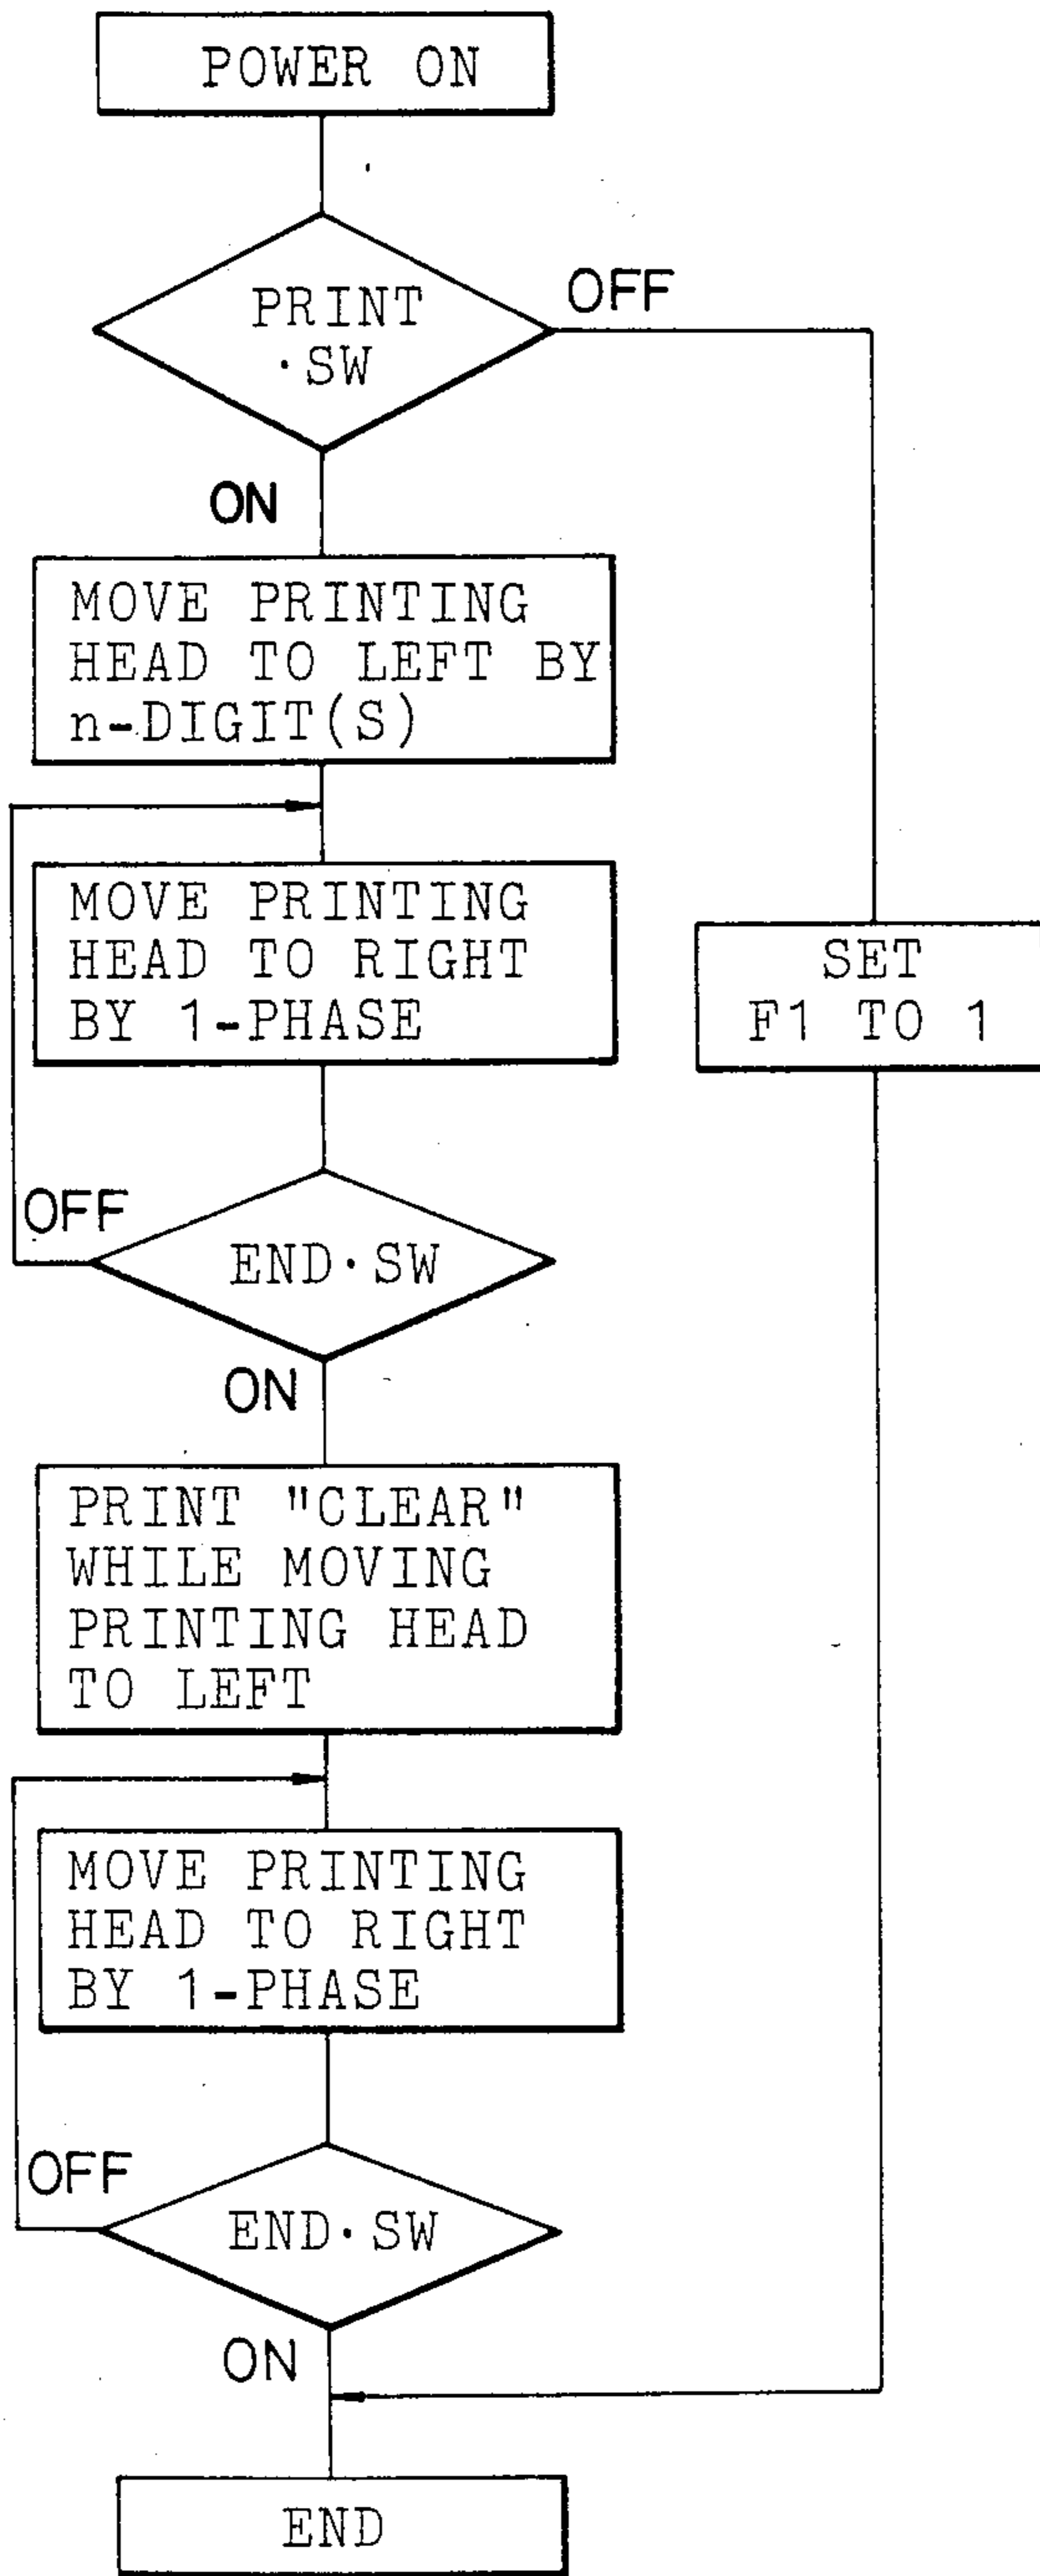 POWER ON
PRINT
·SW
OFF
ON
MOVE PRINTING
HEAD TO LEFT BY
n-DIGIT(S)
MOVE PRINTING
HEAD TO RIGHT
BY 1-PHASE
SET
F1 TO 1
OFF
END·SW
ON
PRINT "CLEAR"
WHILE MOVING
PRINTING HEAD
TO LEFT
MOVE PRINTING
HEAD TO RIGHT
BY 1-PHASE
OFF
END·SW
ON
END